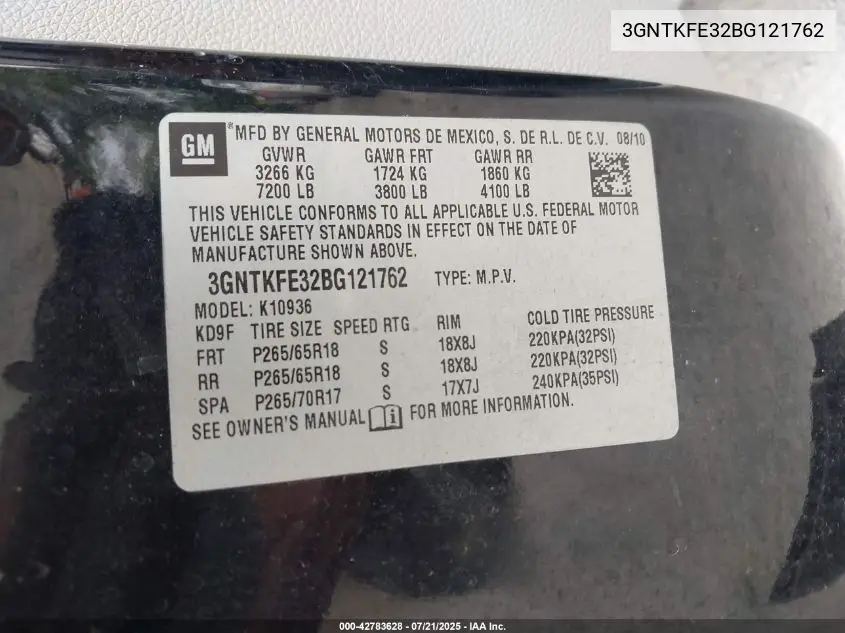 3GNTKFE32BG121762
GM *MFD BY GENERAL MOTORS DE MEXICO, S. DE R.L. DE C.V. 08/10
GVWR GAWR FRT GAWR RR
3266 KG 1724 KG 1860 KG
7200 LB 3800 LB 4100 LB
THIS VEHICLE CONFORMS TO ALL APPLICABLE U.S. FEDERAL MOTOR
VEHICLE SAFETY STANDARDS IN EFFECT ON THE DATE OF
MANUFACTURE SHOWN ABOVE.
3GNTKFE32BG121762 TYPE: M.P.V.
MODEL: K10936
KD9F TIRE SIZE SPEED RTG RIM COLD TIRE PRESSURE
FRT P265/65R18 S 18X8J 220KPA(32PSI)
RR P265/65R18 S 18X8J 220KPA(32PSI)
SPA P265/70R17 S 17X7J 240KPA(35PSI)
SEE OWNER'S MANUAL i FOR MORE INFORMATION.
000-42783628 - 07/21/2025 - IAA Inc.